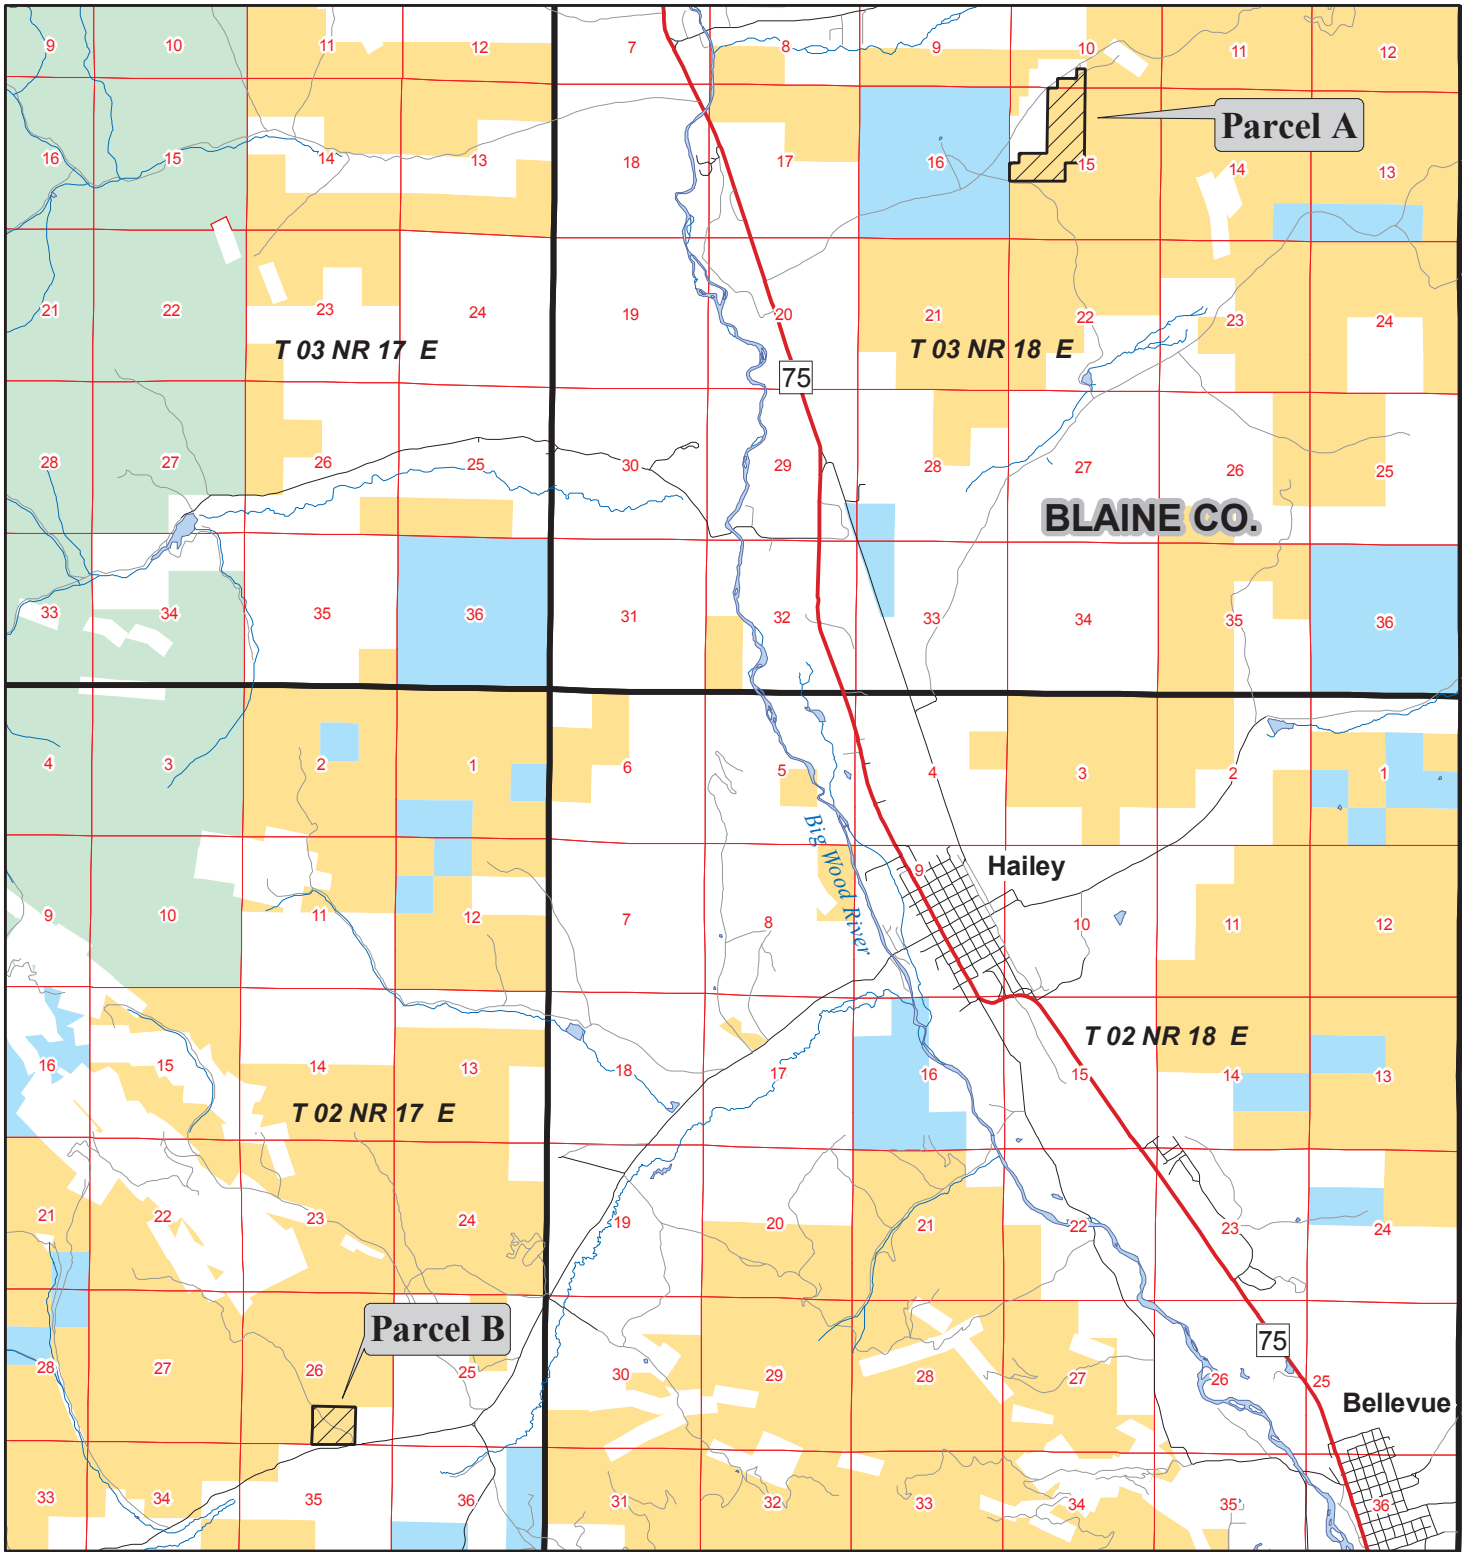 9 10 11 12 7 8 9 10 11 12
Parcel A
16 15 14 13 18 17 16 15 14 13
21 22 23 24 19 20 21 22 23 24
T 03 NR 17 E T 03 NR 18 E
75
28 27 26 25 30 29 28 27 26 25
BLAINE CO.
33 34 35 36 31 32 33 34 35 36
4 3 2 1 6 5 4 3 2 1
Big Wood River
Hailey
9 10 11 12 7 8 9 10 11 12
T 02 NR 18 E
16 15 14 13 18 17 16 15 14 13
T 02 NR 17 E
21 22 23 24 19 20 21 22 23 24
Parcel B
75
28 27 26 25 30 29 28 27 26 25
Bellevue
33 34 35 36 31 32 33 34 35 36